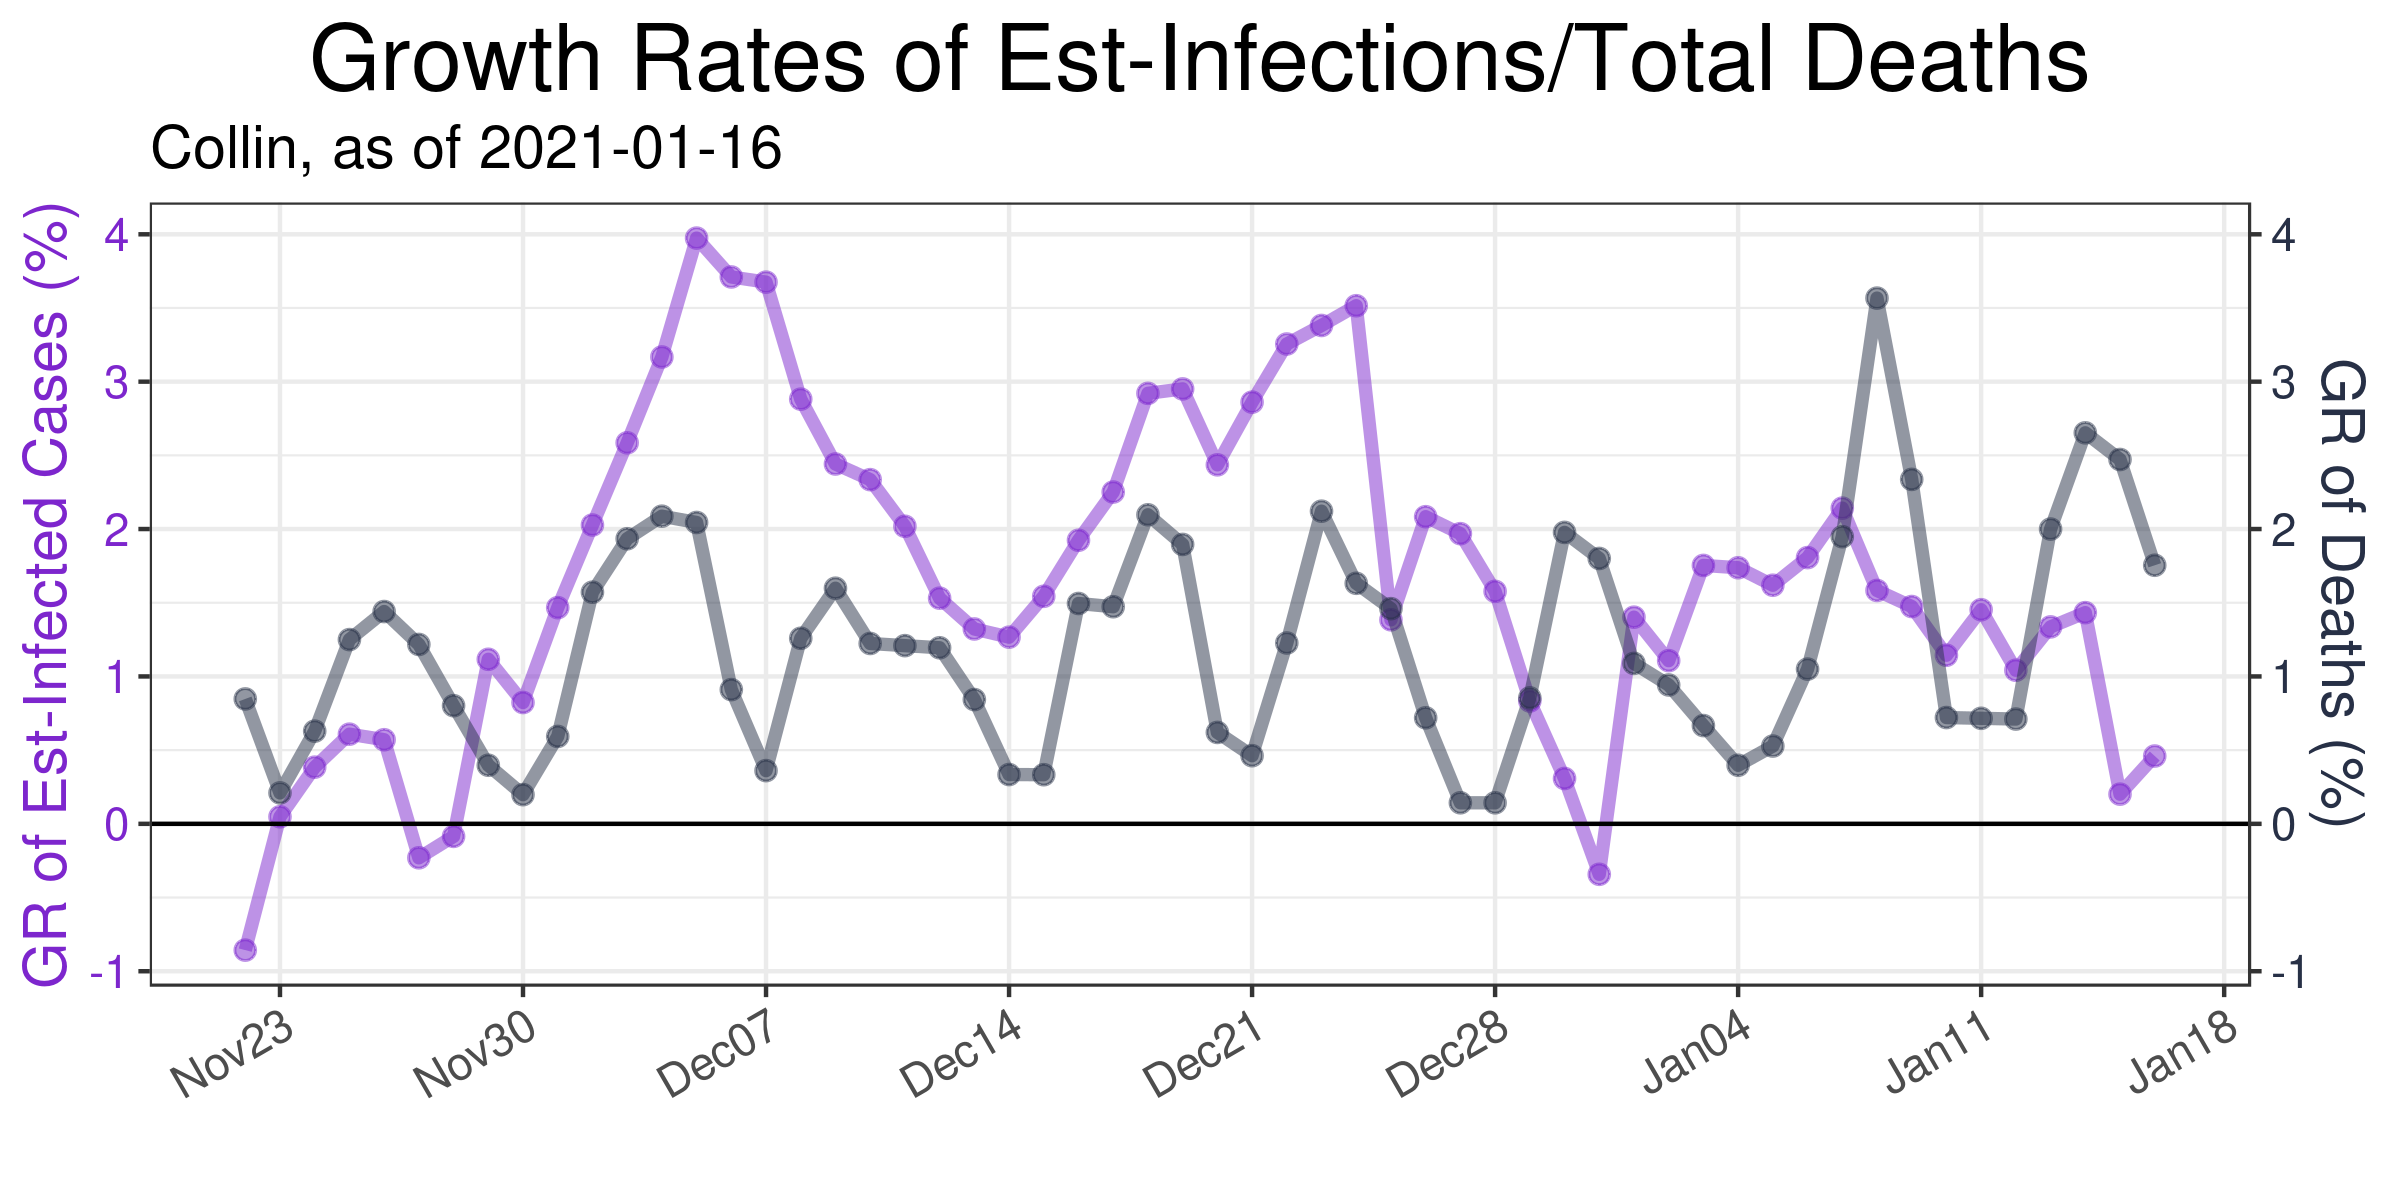 Growth Rates of Est-Infections/Total Deaths
Collin, as of 2021-01-16
GR of Est-Infected Cases (%)
4
3
2
1
0
-1
4
3
2
1
0
-1
GR of Deaths (%)
Nov23
Nov30
Dec07
Dec14
Dec21
Dec28
Jan04
Jan11
Jan18